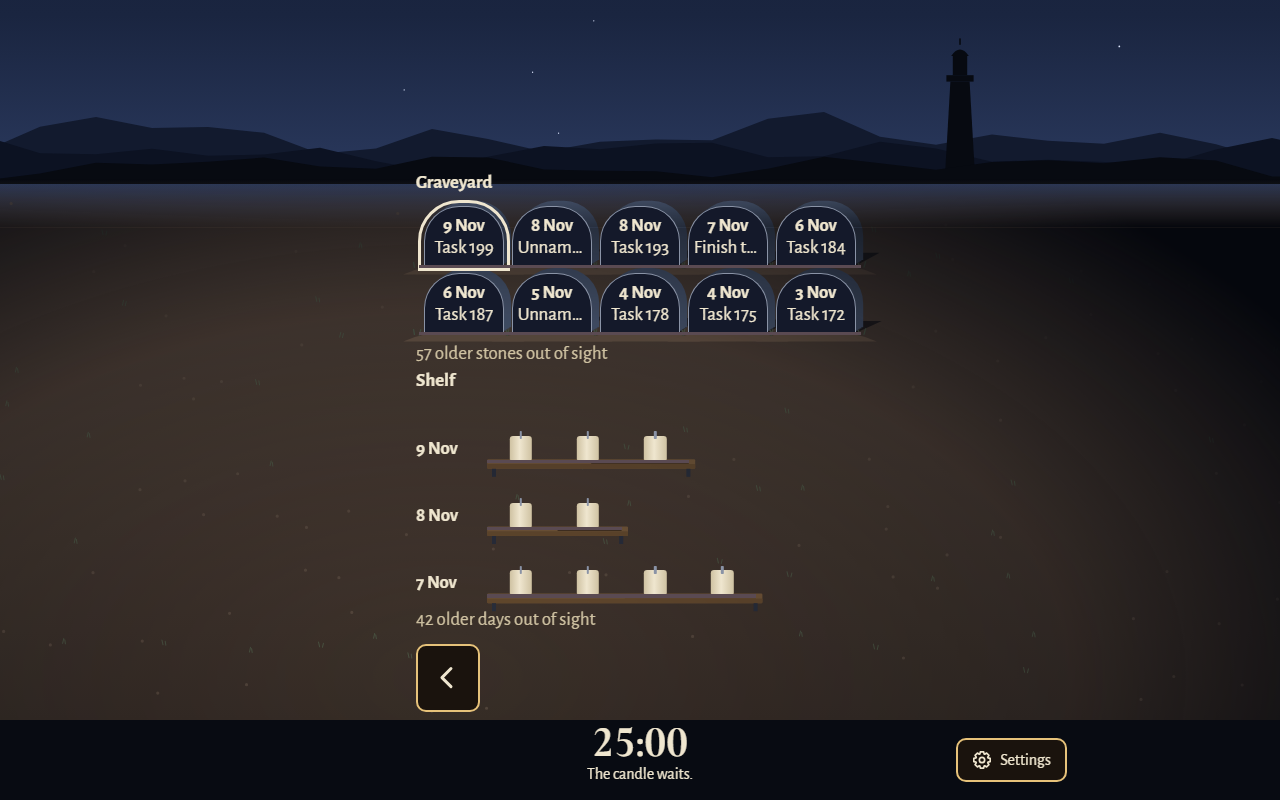 Graveyard
9 Nov
Task 199
8 Nov
Unnam...
8 Nov
Task 193
7 Nov
Finish t...
6 Nov
Task 184
6 Nov
Task 187
5 Nov
Unnam...
4 Nov
Task 178
4 Nov
Task 175
3 Nov
Task 172
57 older stones out of sight
Shelf
9 Nov
8 Nov
7 Nov
42 older days out of sight
25:00
The candle waits.
Settings